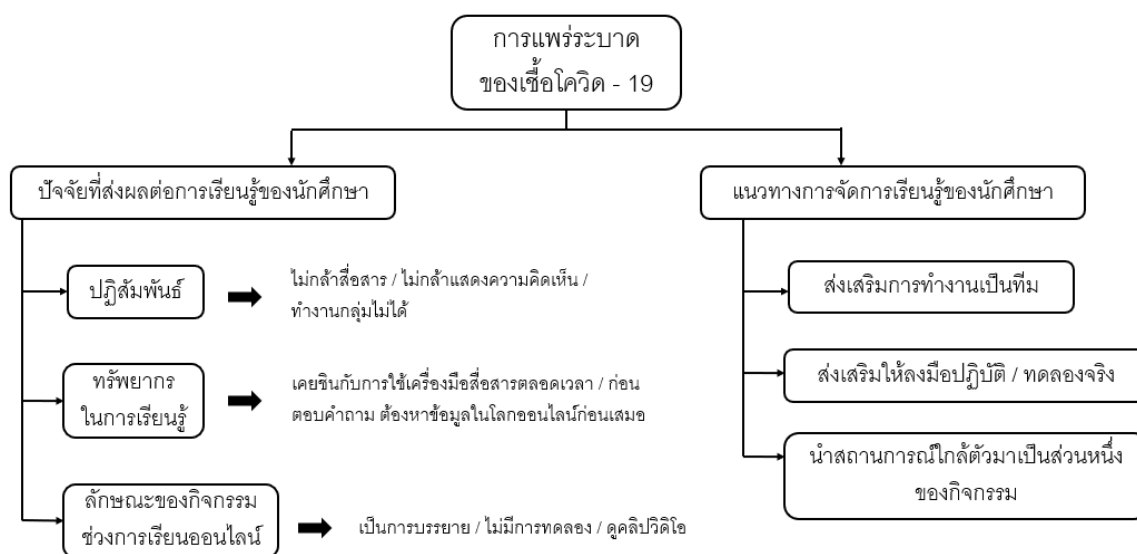 การแพร่ระบาด
ของเชื้อโควิด - 19
ปัจจัยที่ส่งผลต่อการเรียนรู้ของนักศึกษา
ปฏิสัมพันธ์
ไม่กล้าสื่อสาร / ไม่กล้าแสดงความคิดเห็น /
ทำงานกลุ่มไม่ได้
ทรัพยากร
ในการเรียนรู้
เคยชินกับการใช้เครื่องมือสื่อสารตลอดเวลา / ก่อน
ตอบคำถาม ต้องหาข้อมูลในโลกออนไลน์ก่อนเสมอ
ลักษณะของกิจกรรม
ช่วงการเรียนออนไลน์
เป็นการบรรยาย / ไม่มีการทดลอง / ดูคลิปวิดิโอ
แนวทางการจัดการเรียนรู้ของนักศึกษา
ส่งเสริมการทำงานเป็นทีม
ส่งเสริมให้ลงมือปฏิบัติ / ทดลองจริง
นำสถานการณ์ใกล้ตัวมาเป็นส่วนหนึ่ง
ของกิจกรรม